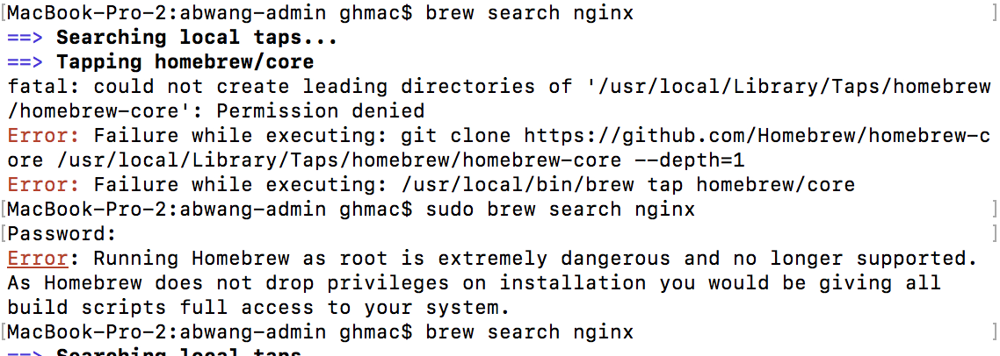 [MacBook-Pro-2:abwang-admin ghmac$ brew search nginx ]
==> Searching local taps...
==> Tapping homebrew/core
fatal: could not create leading directories of '/usr/local/Library/Taps/homebrew
/homebrew-core': Permission denied
Error: Failure while executing: git clone https://github.com/Homebrew/homebrew-c
ore /usr/local/Library/Taps/homebrew/homebrew-core --depth=1
Error: Failure while executing: /usr/local/bin/brew tap homebrew/core
[MacBook-Pro-2:abwang-admin ghmac$ sudo brew search nginx ]
[Password: ]
Error: Running Homebrew as root is extremely dangerous and no longer supported.
As Homebrew does not drop privileges on installation you would be giving all
build scripts full access to your system.
[MacBook-Pro-2:abwang-admin ghmac$ brew search nginx ]
==> Searching local taps